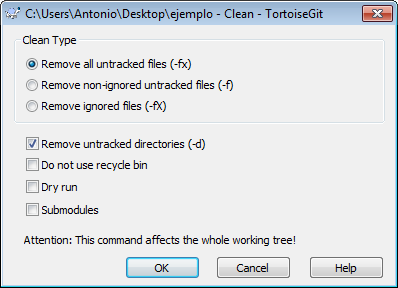 C:\Users\Antonio\Desktop\ejemplo - Clean - TortoiseGit
Clean Type
Remove all untracked files (-fx)
Remove non-ignored untracked files (-f)
Remove ignored files (-fX)
Remove untracked directories (-d)
Do not use recycle bin
Dry run
Submodules
Attention: This command affects the whole working tree!
OK Cancel Help